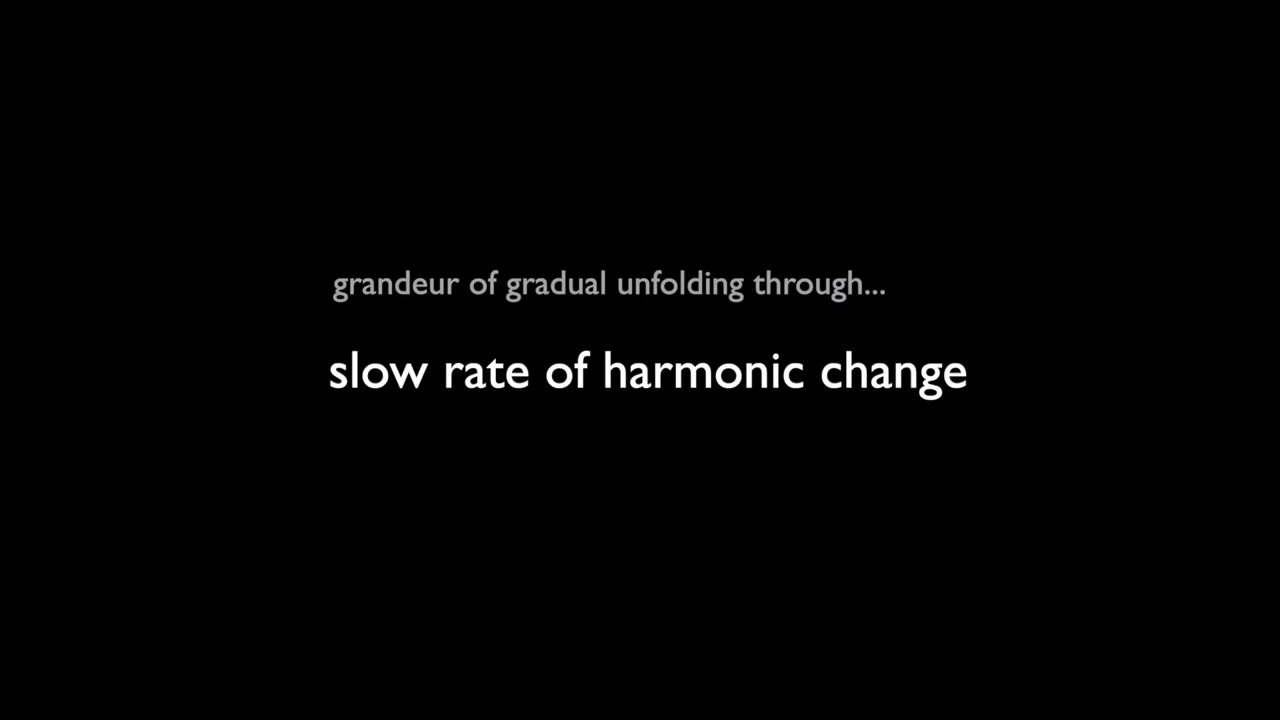 grandeur of gradual unfolding through...
slow rate of harmonic change